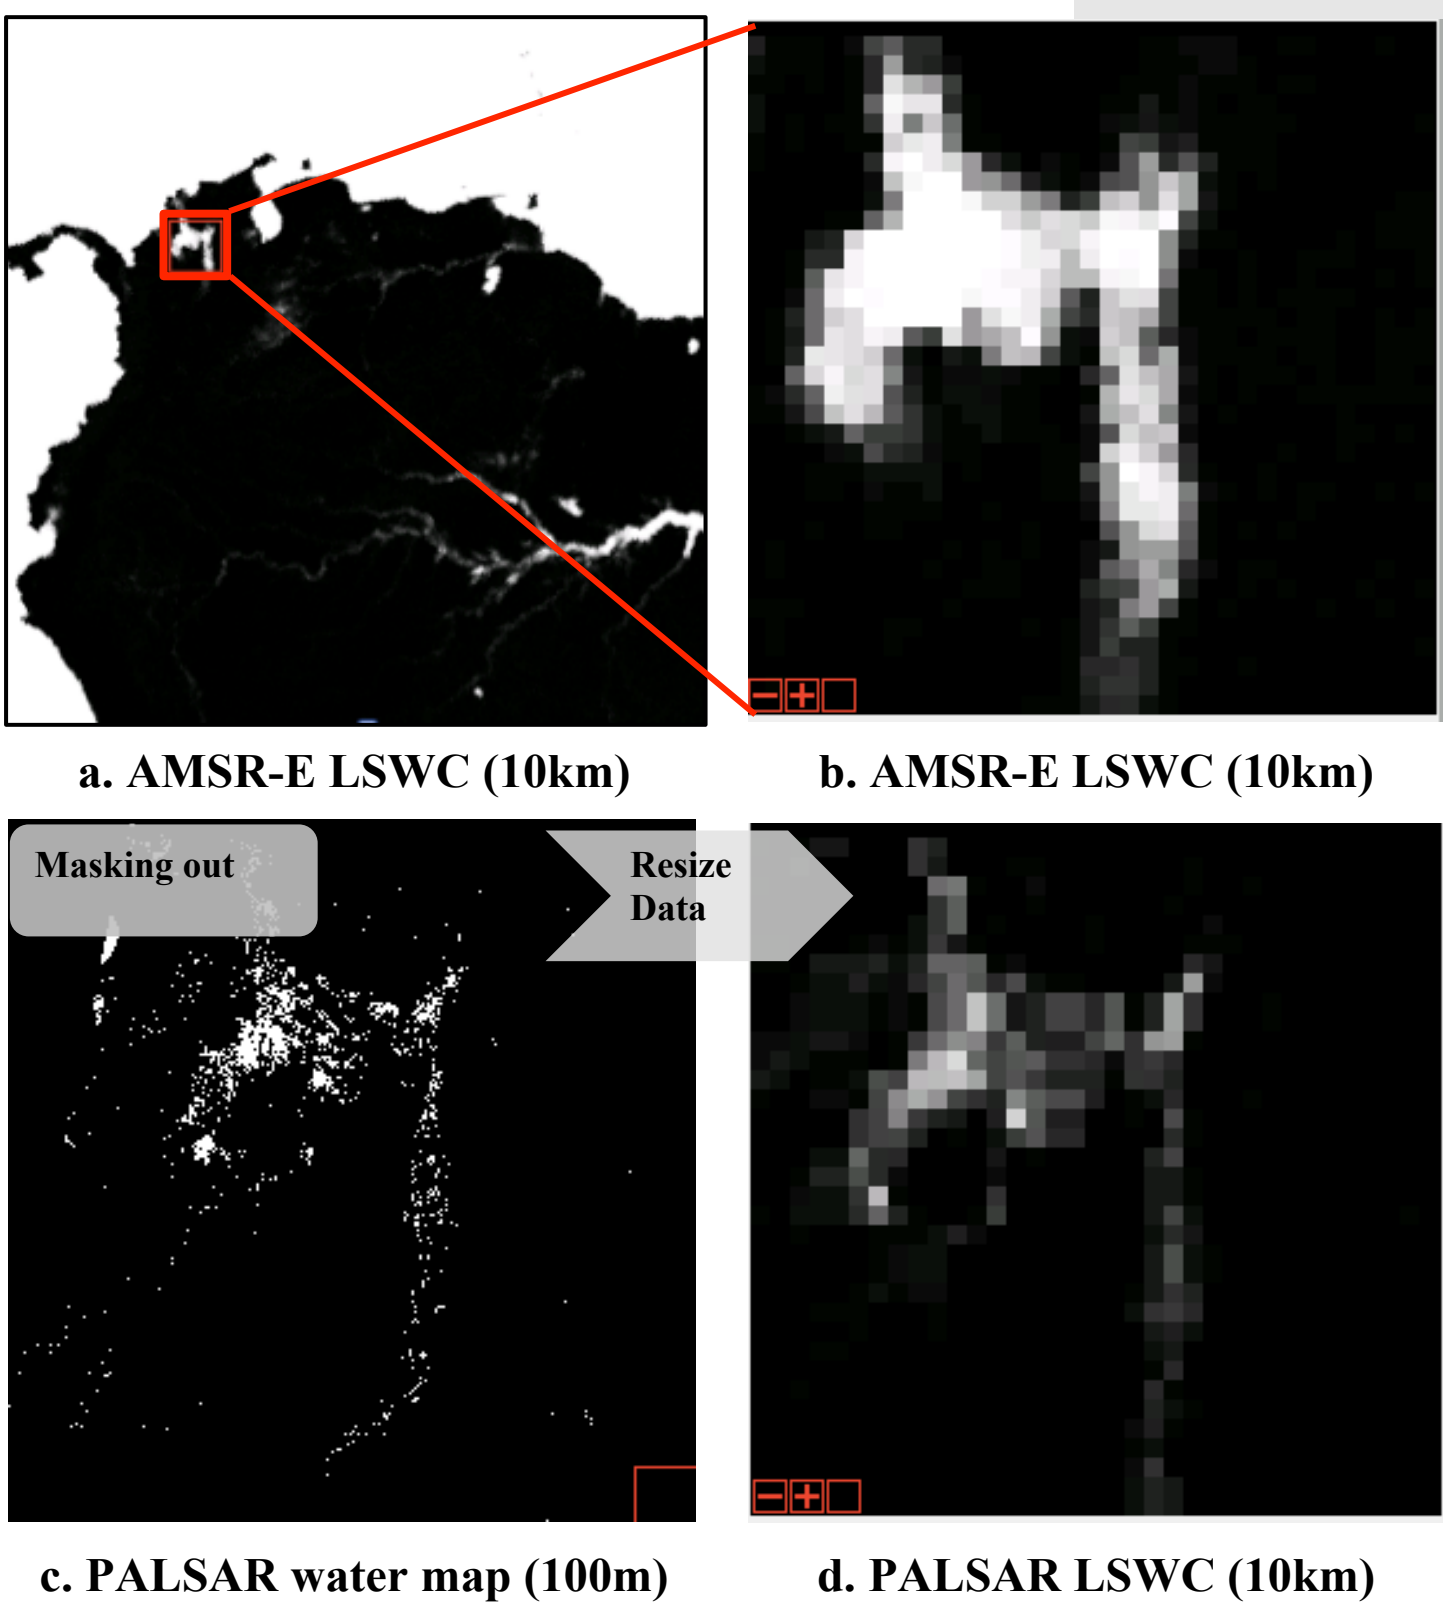 a. AMSR-E LSWC (10km)
b. AMSR-E LSWC (10km)
Masking out
Resize
Data
c. PALSAR water map (100m)
d. PALSAR LSWC (10km)